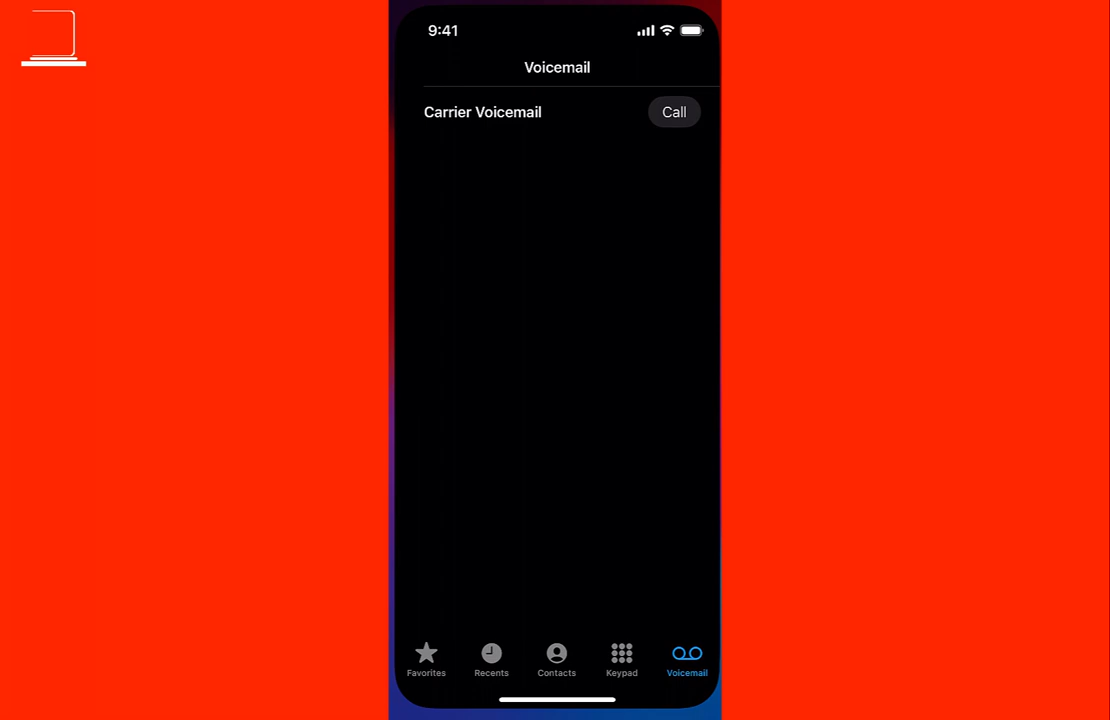 9:41
Voicemail
Carrier Voicemail
Call
Favorites
Recents
Contacts
Keypad
Voicemail